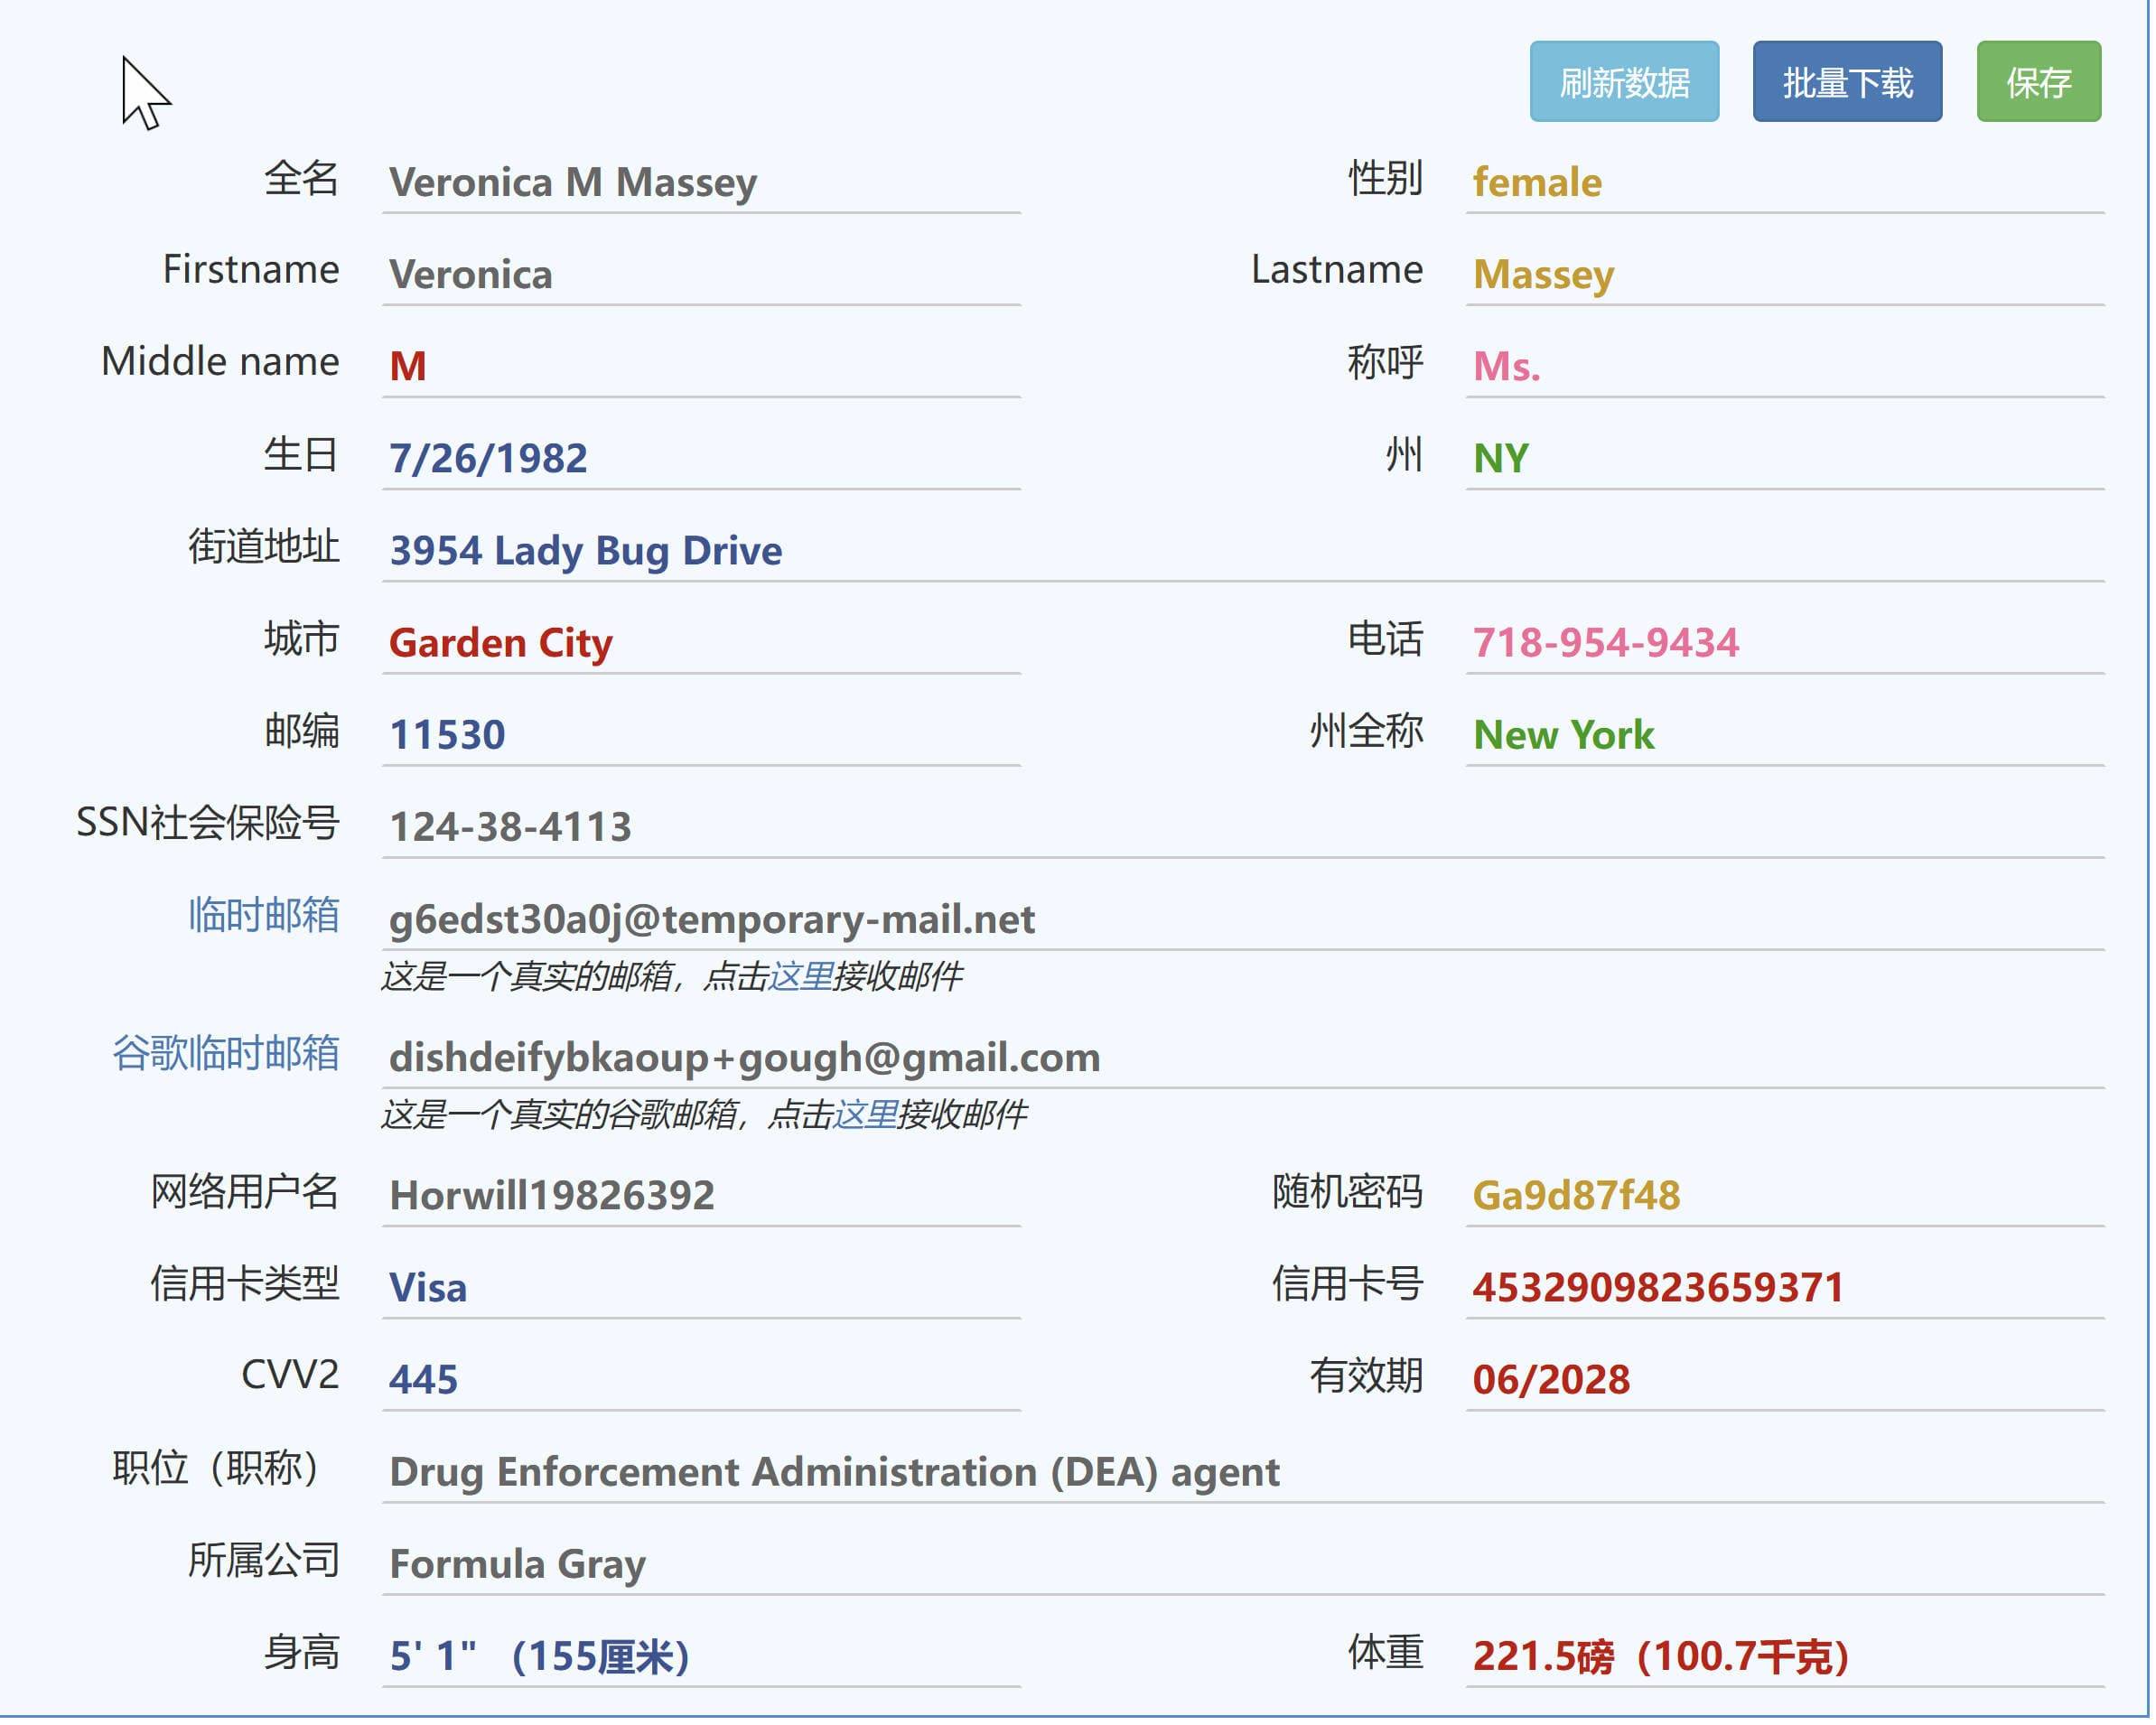 刷新数据 批量下载 保存
全名 Veronica M Massey 性别 female
Firstname Veronica Lastname Massey
Middle name M 称呼 Ms.
生日 7/26/1982 州 NY
街道地址 3954 Lady Bug Drive
城市 Garden City 电话 718-954-9434
邮编 11530 州全称 New York
SSN社会保险号 124-38-4113
临时邮箱 g6edst30a0j@temporary-mail.net
这是一个真实的邮箱，点击这里接收邮件
谷歌临时邮箱 dishdeifybkaoup+gough@gmail.com
这是一个真实的谷歌邮箱，点击这里接收邮件
网络用户名 Horwill19826392 随机密码 Ga9d87f48
信用卡类型 Visa 信用卡号 4532909823659371
CVV2 445 有效期 06/2028
职位（职称） Drug Enforcement Administration (DEA) agent
所属公司 Formula Gray
身高 5' 1" （155厘米） 体重 221.5磅（100.7千克）